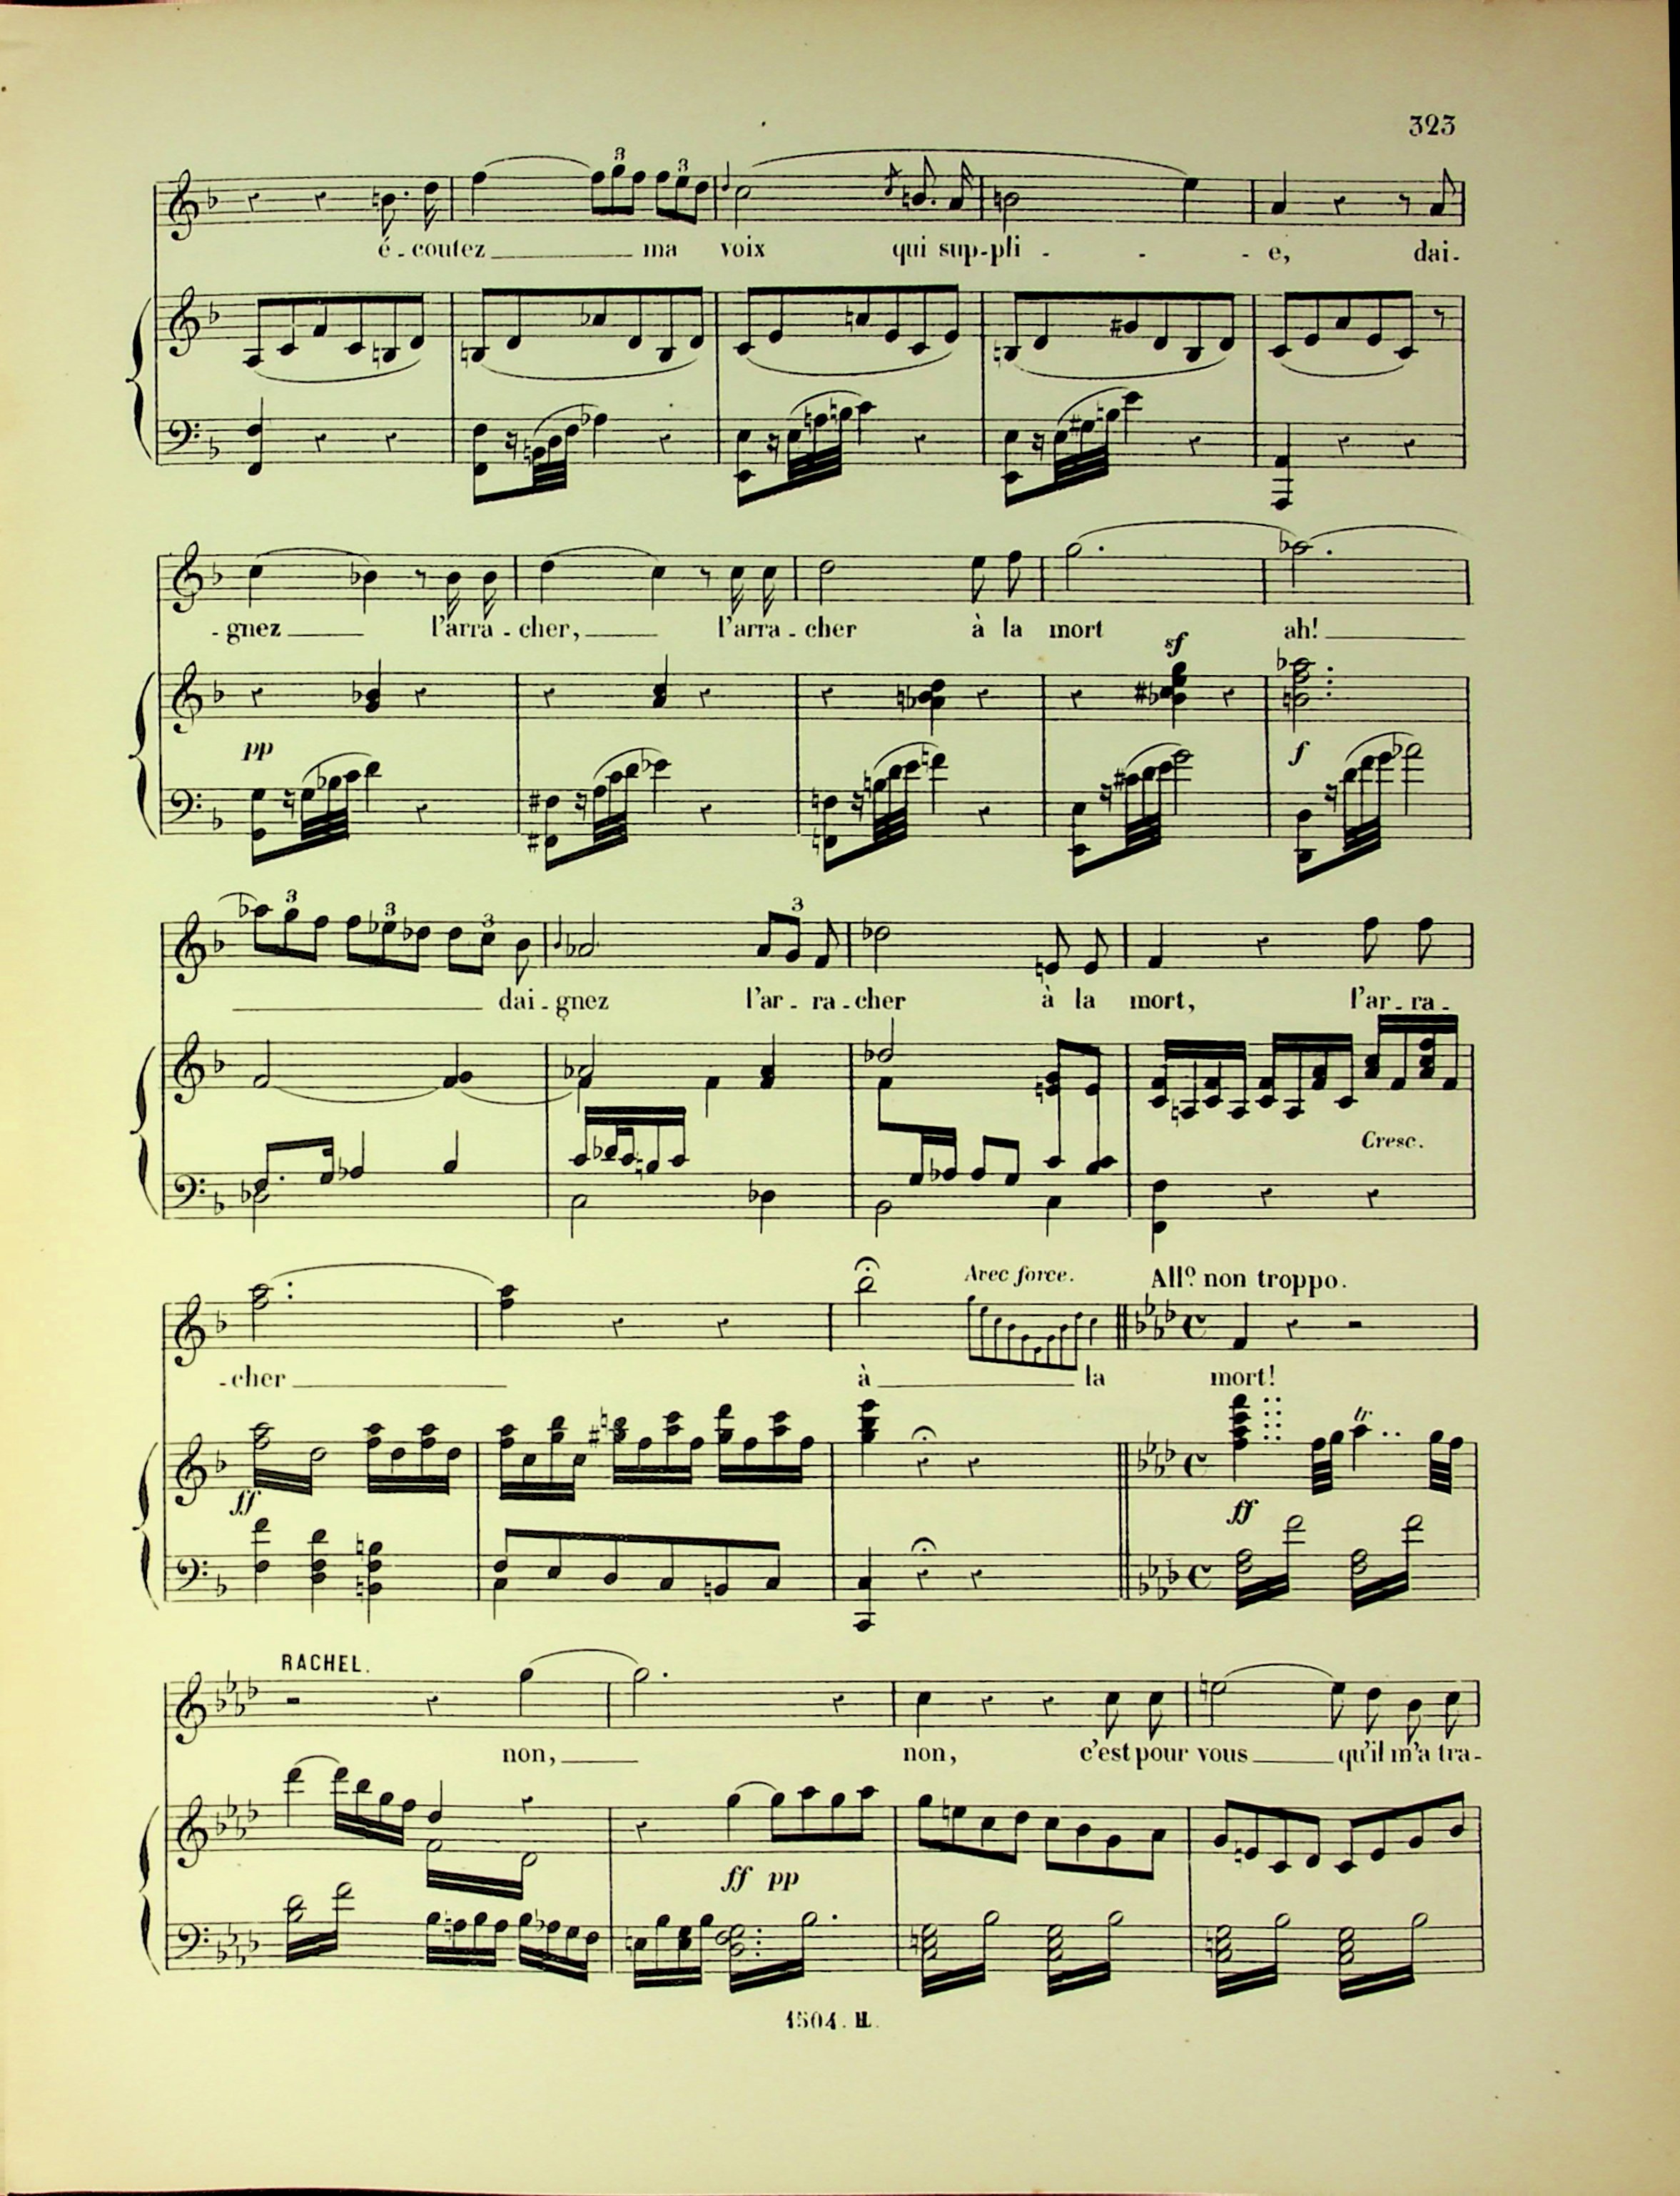 323
3 3
é - coutez ma voix qui sup-pli - - - e, dai-
- gnez l'arra - cher, l'arra - cher à la mort ah!
sf
pp f
3 3 3 3
dai - gnez l'ar - ra - cher à la mort, l'ar - ra -
Cresc.
Avec force. All.º non troppo.
- cher à la mort!
tr
ff ff
RACHEL.
non, non, c'est pour vous qu'il m'a tra-
ff pp
1504. H.